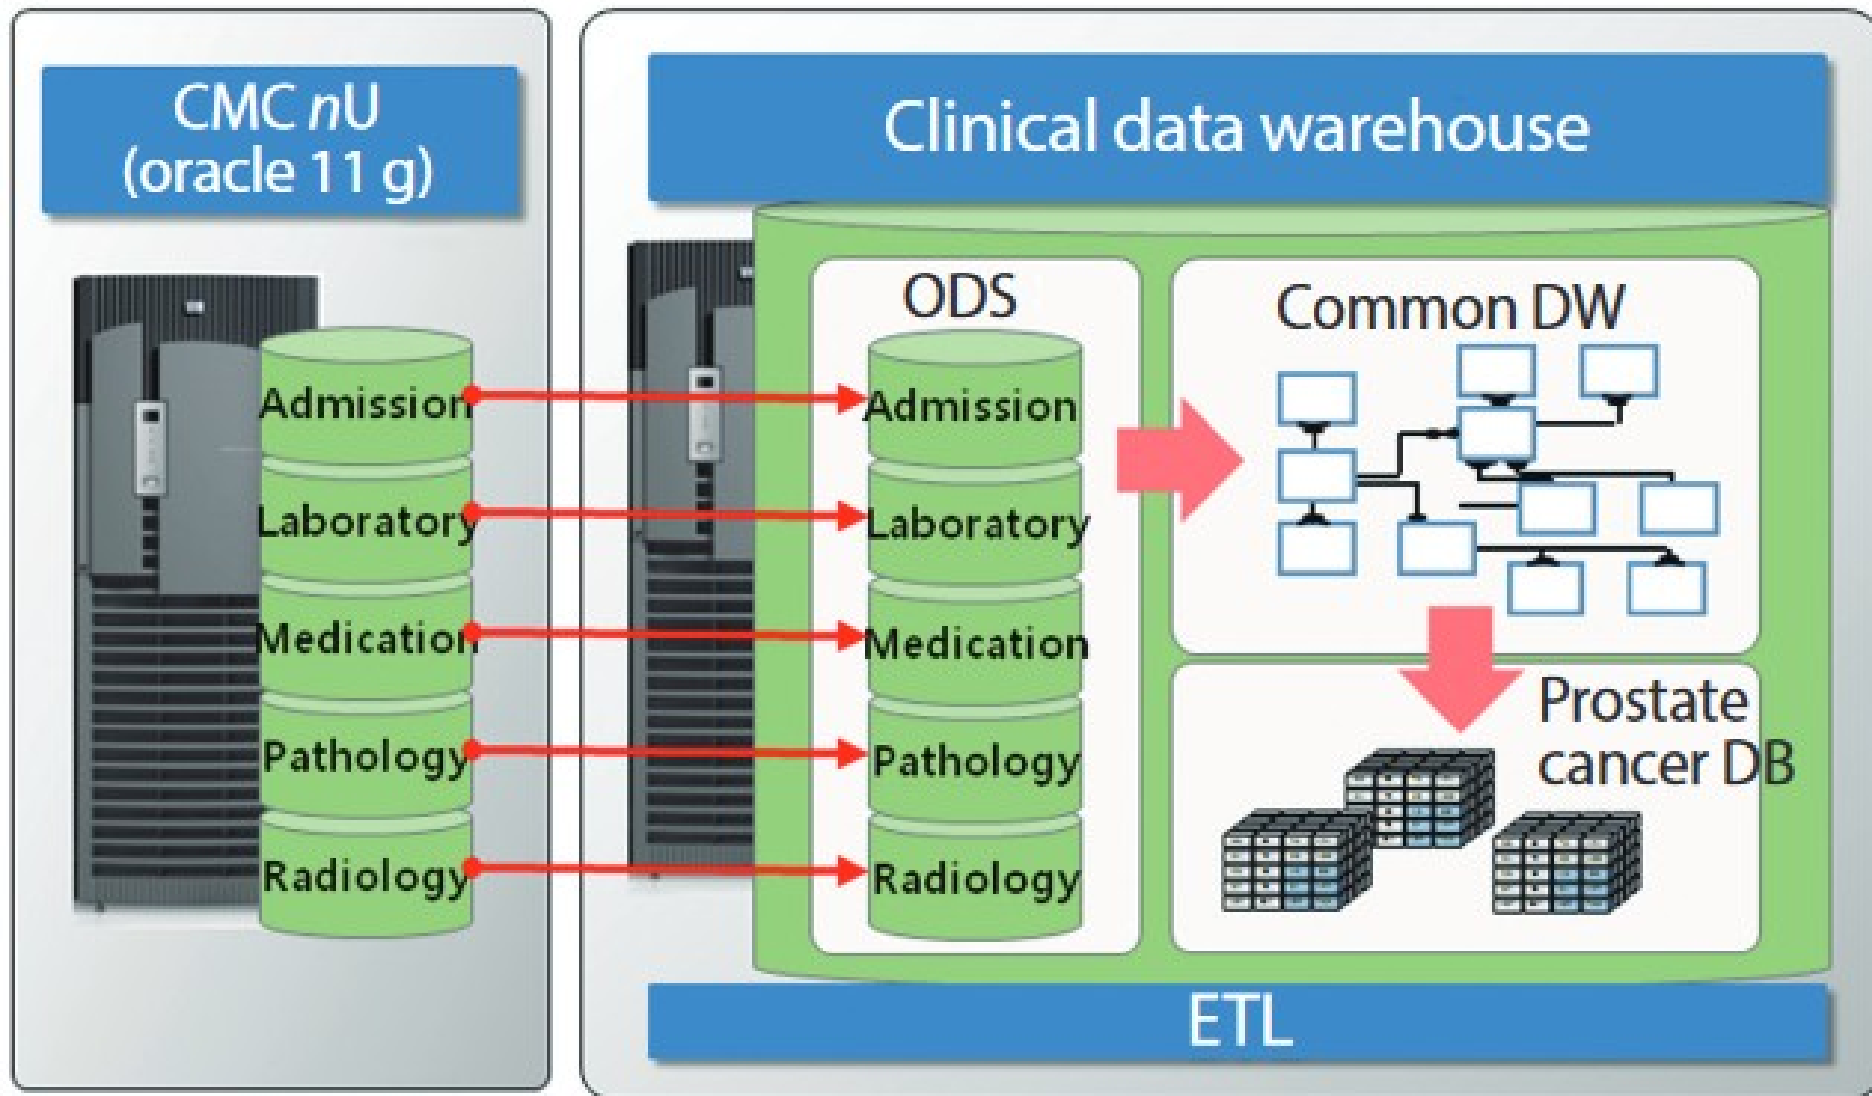 CMC nU
(oracle 11 g)
Admission
Laboratory
Medication
Pathology
Radiology
Clinical data warehouse
ODS
Admission
Laboratory
Medication
Pathology
Radiology
Common DW
Prostate
cancer DB
ETL